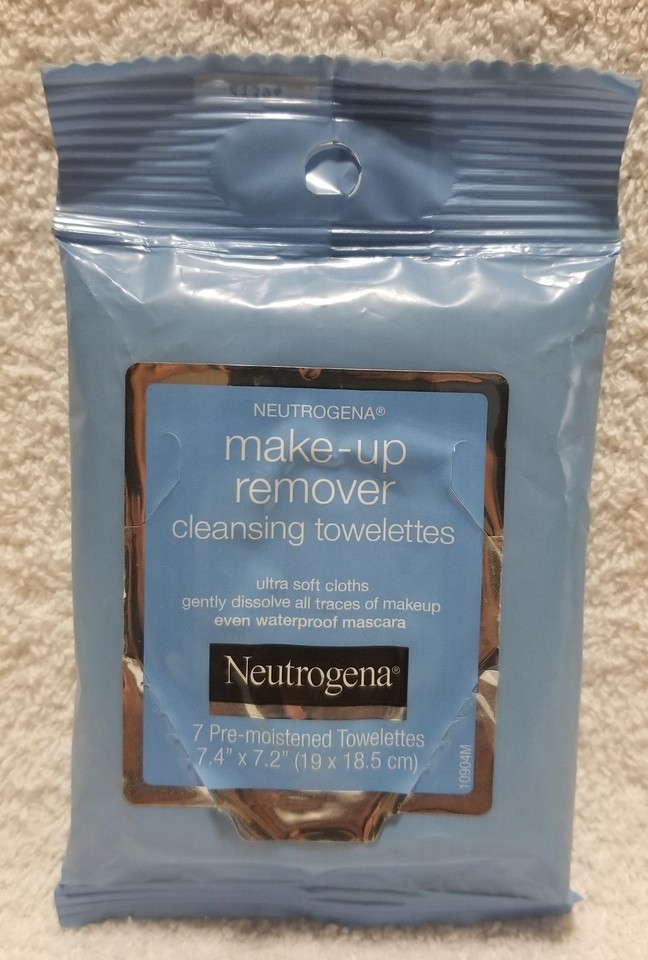 NEUTROGENA®
make-up
remover
cleansing towelettes
ultra soft cloths
gently dissolve all traces of makeup
even waterproof mascara
Neutrogena®
7 Pre-moistened Towelettes
7.4" x 7.2" (19 x 18.5 cm)
10904M